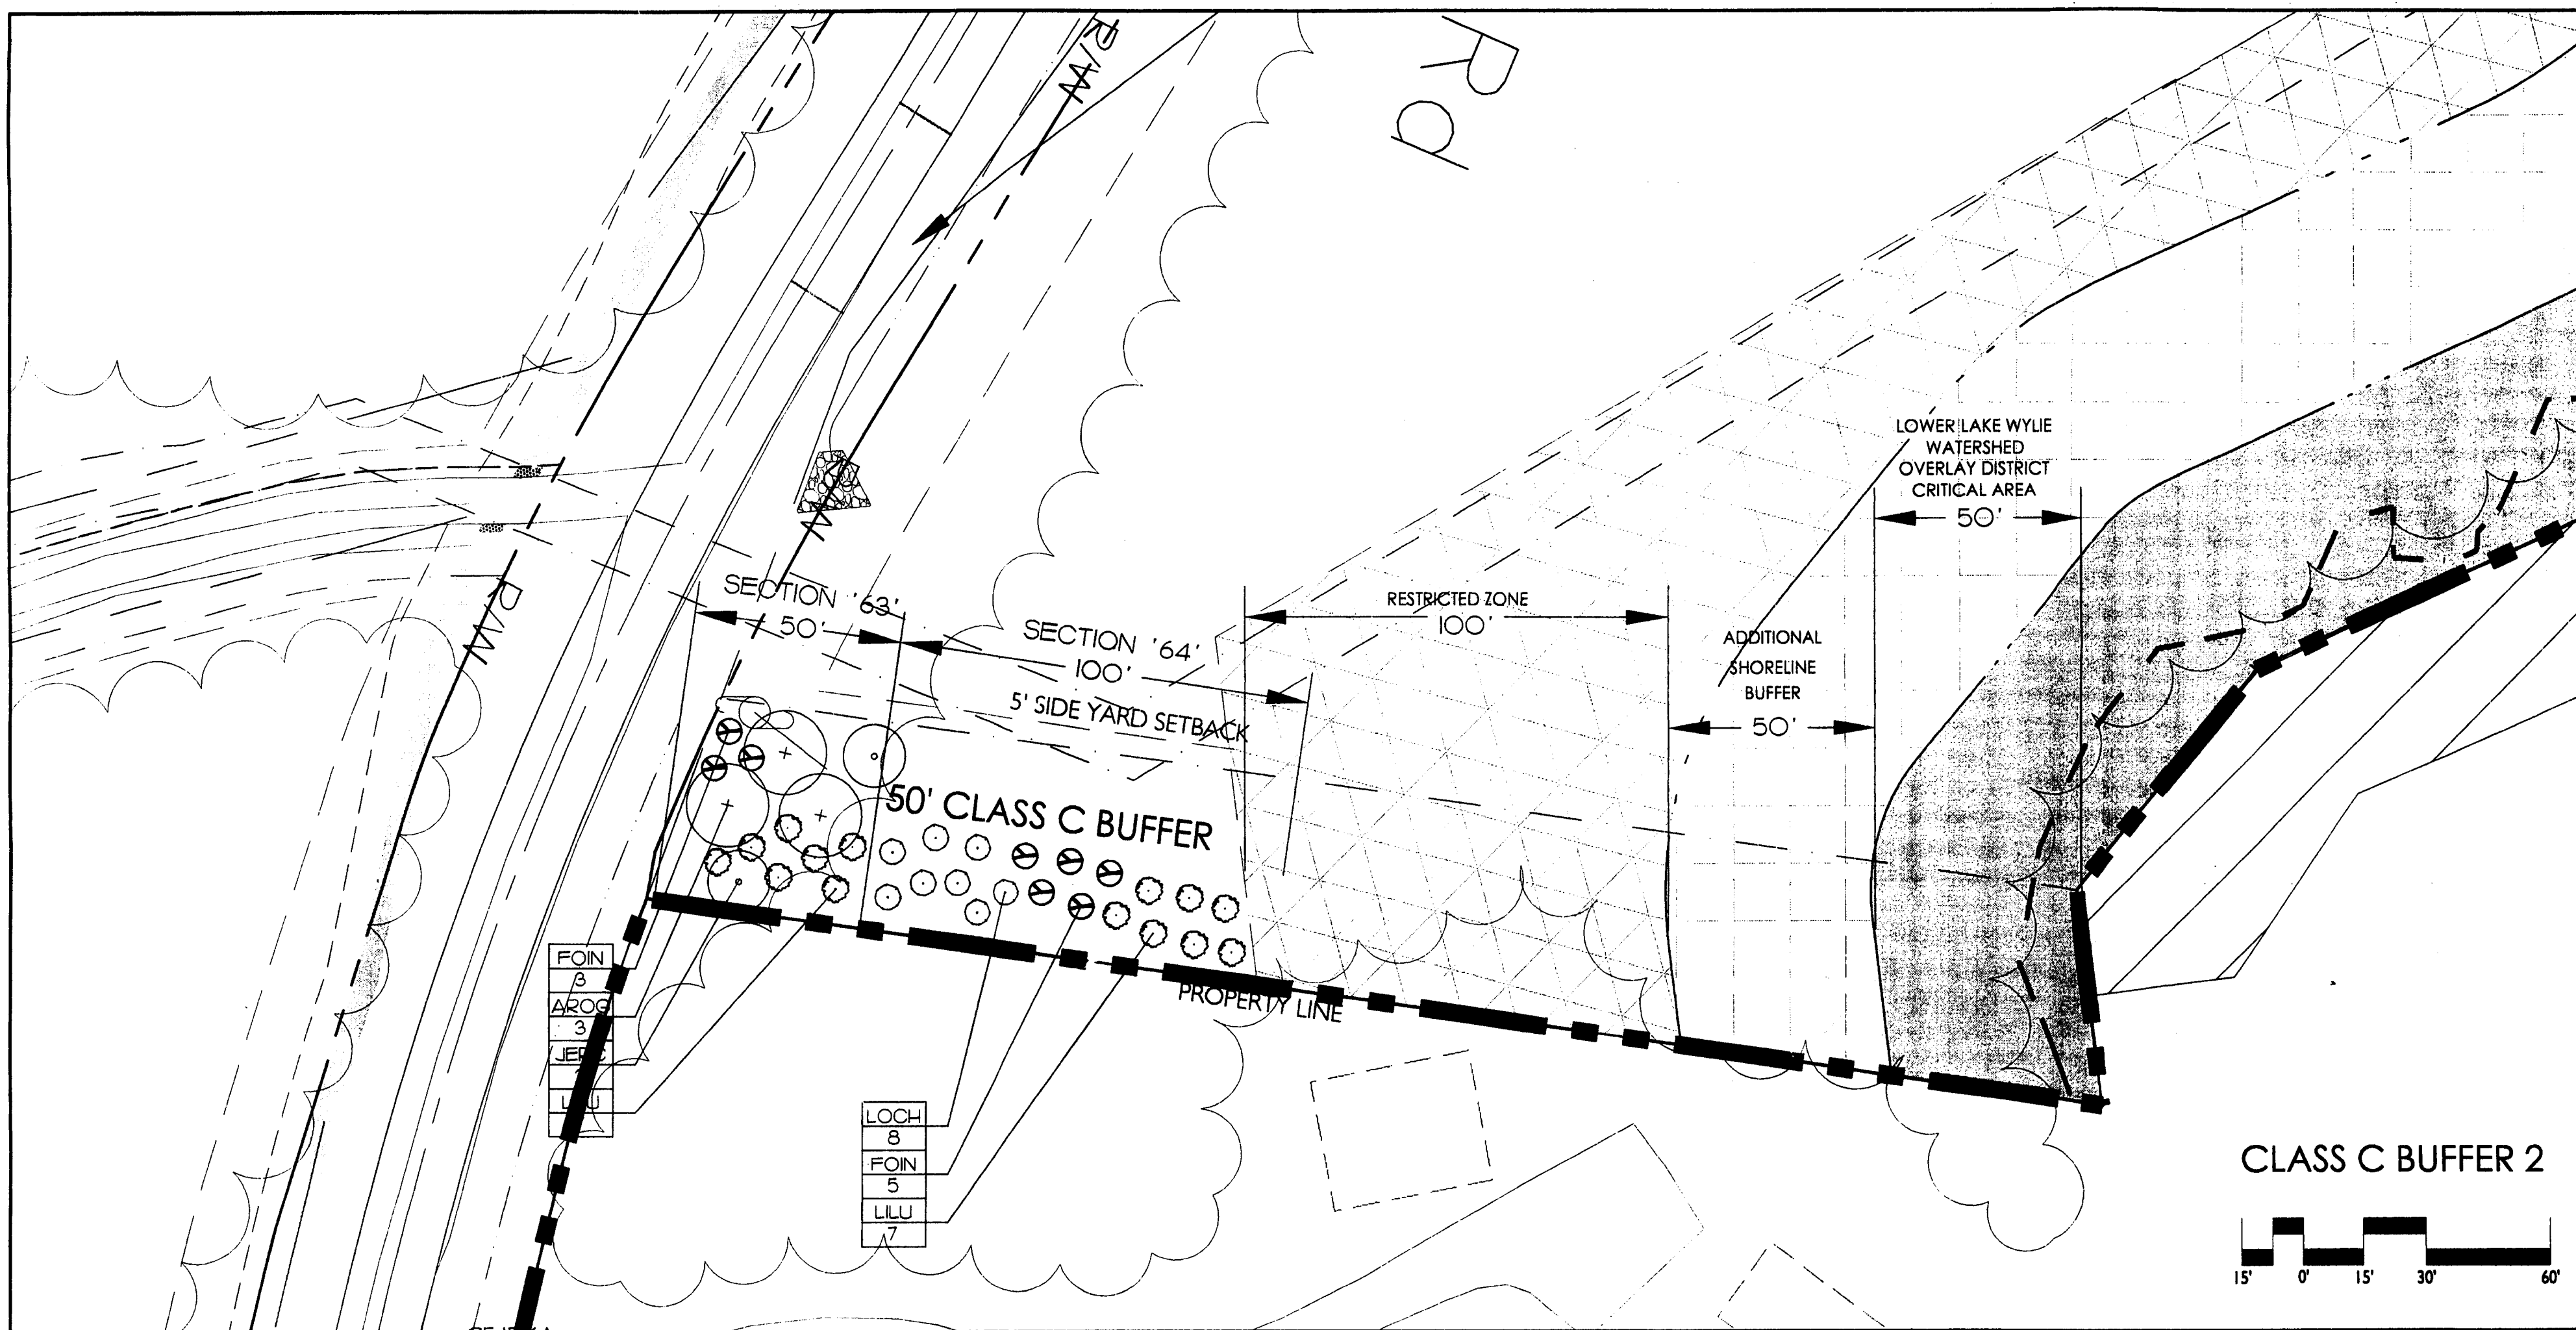 R/W
Rd
LOWER LAKE WYLIE
WATERSHED
OVERLAY DISTRICT
CRITICAL AREA
50'
SECTION '63'
50'
SECTION '64'
100'
5' SIDE YARD SETBACK
RESTRICTED ZONE
100'
ADDITIONAL
SHORELINE
BUFFER
50'
R/W
50' CLASS C BUFFER
FOIN
3
AROG
3
PROPERTY LINE
LOCH
8
FOIN
5
LILU
7
CLASS C BUFFER 2
15' 0' 15' 30' 60'